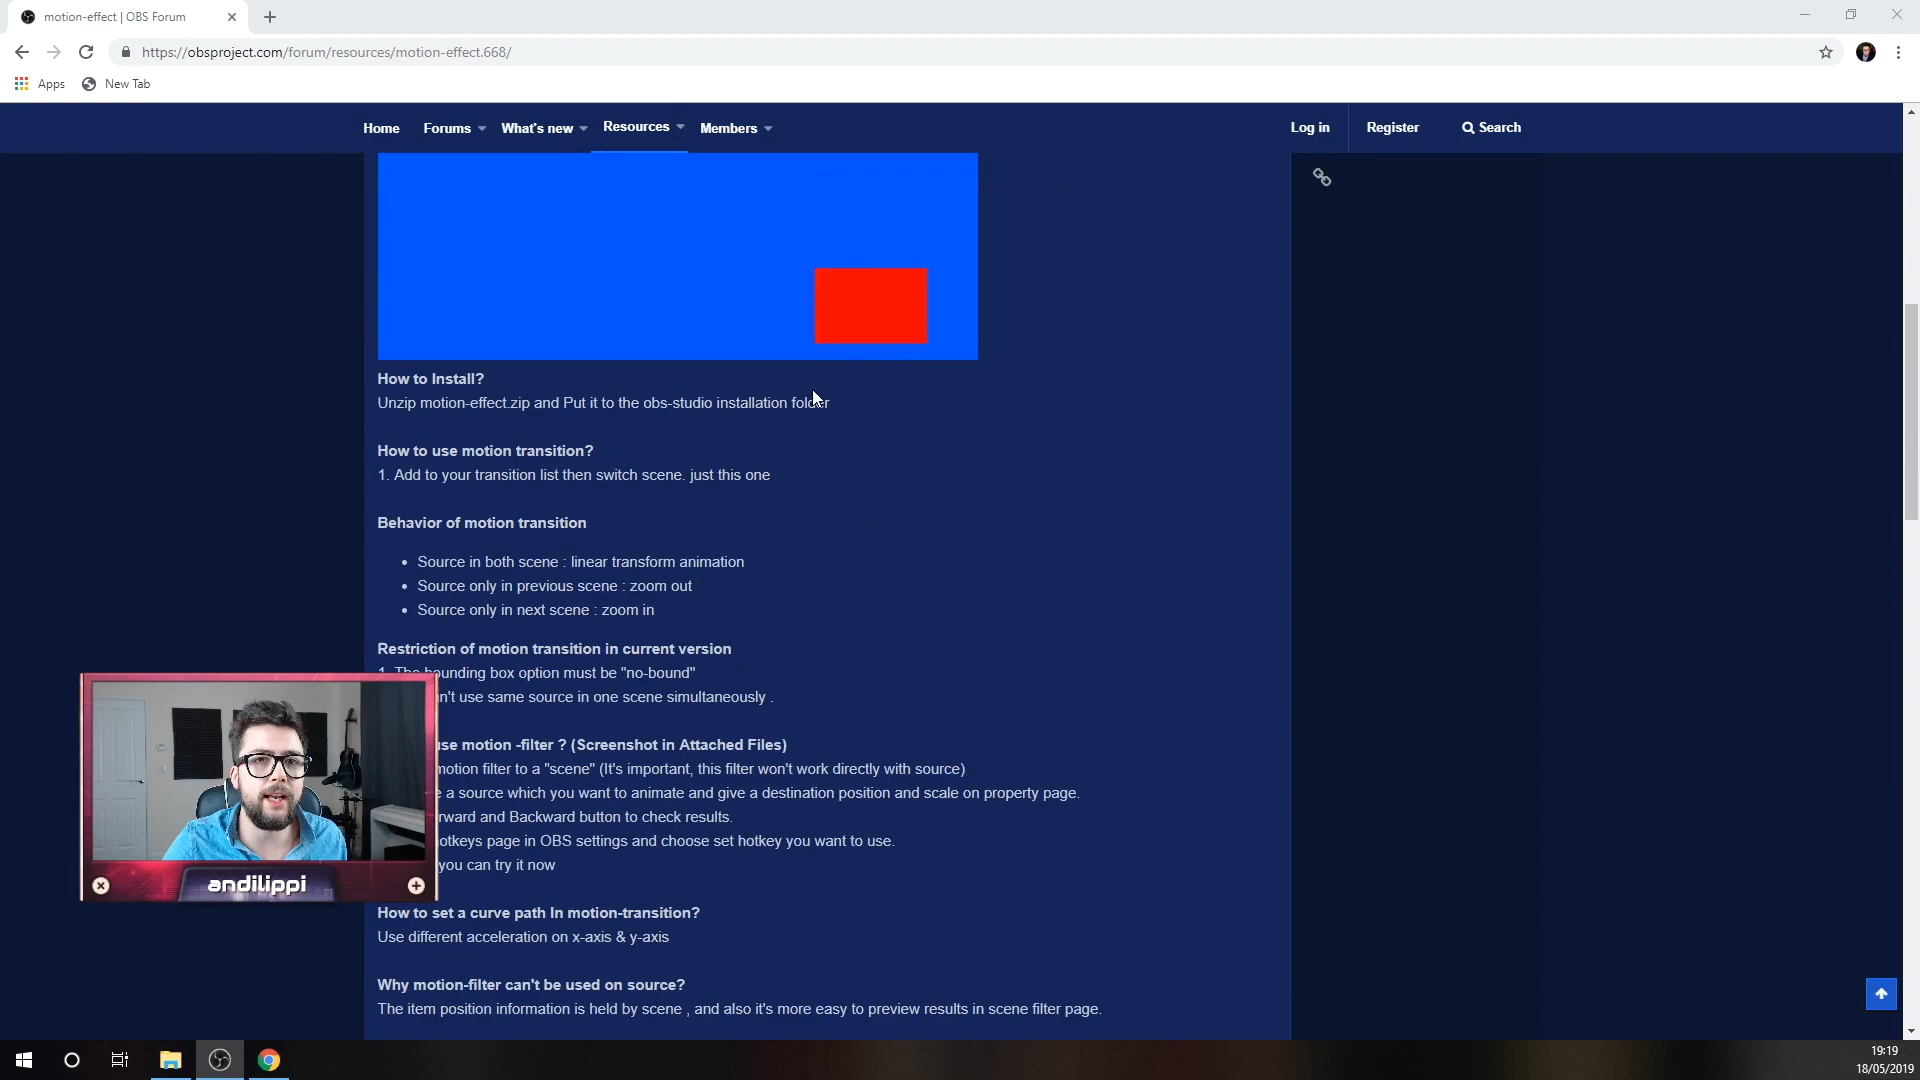 motion-effect | OBS Forum
https://obsproject.com/forum/resources/motion-effect.668/
Apps
New Tab
Home
Forums
What's new
Resources
Members
Log in
Register
Search
How to Install?
Unzip motion-effect.zip and Put it to the obs-studio installation folder
How to use motion transition?
1. Add to your transition list then switch scene. just this one
Behavior of motion transition
• Source in both scene : linear transform animation
• Source only in previous scene : zoom out
• Source only in next scene : zoom in
Restriction of motion transition in current version
1. The bounding box option must be "no-bound"
n't use same source in one scene simultaneously .
use motion -filter ? (Screenshot in Attached Files)
motion filter to a "scene" (It's important, this filter won't work directly with source)
e a source which you want to animate and give a destination position and scale on property page.
rward and Backward button to check results.
otkeys page in OBS settings and choose set hotkey you want to use.
you can try it now
andilippi
How to set a curve path In motion-transition?
Use different acceleration on x-axis & y-axis
Why motion-filter can't be used on source?
The item position information is held by scene , and also it's more easy to preview results in scene filter page.
19:19
18/05/2019